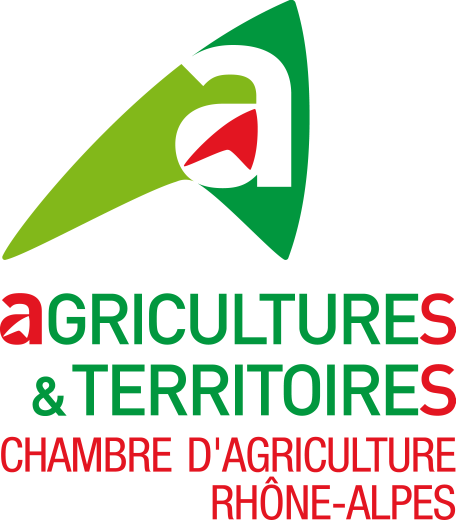 a
aGRICULTURES
& TERRITOIRES
CHAMBRE D'AGRICULTURE
RHÔNE-ALPES